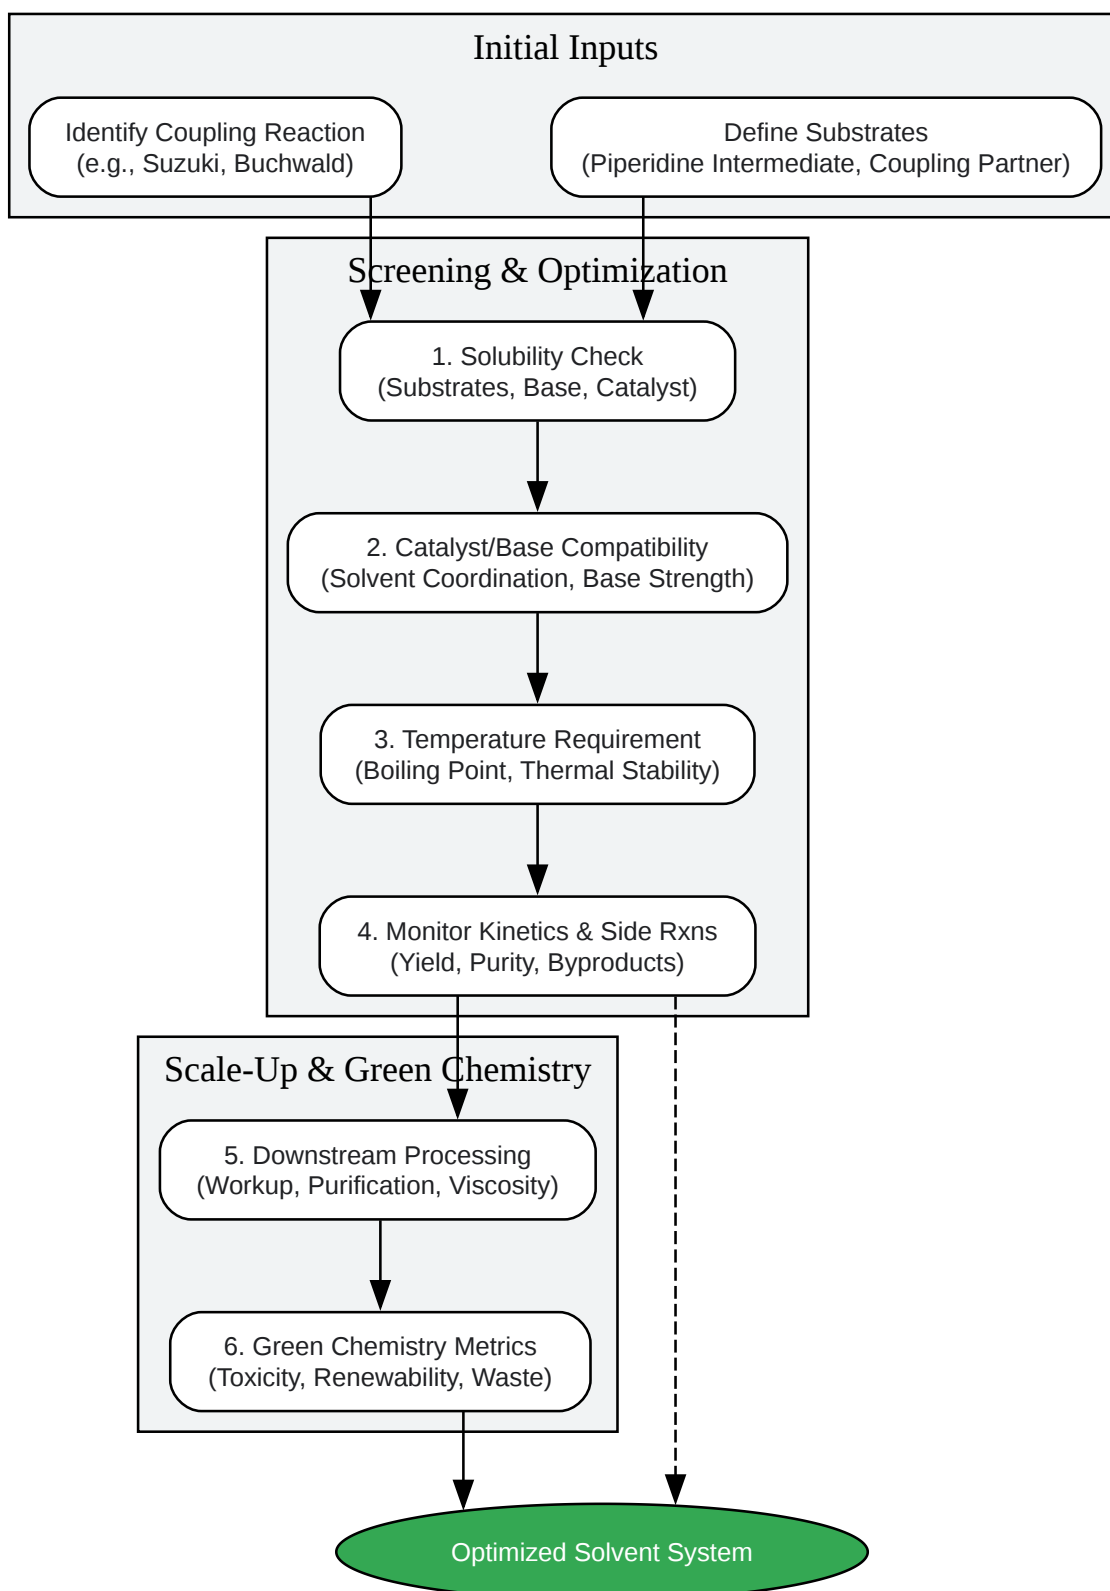 Initial Inputs
Identify Coupling Reaction
(e.g., Suzuki, Buchwald)
Define Substrates
(Piperidine Intermediate, Coupling Partner)
Screening & Optimization
1. Solubility Check
(Substrates, Base, Catalyst)
2. Catalyst/Base Compatibility
(Solvent Coordination, Base Strength)
3. Temperature Requirement
(Boiling Point, Thermal Stability)
4. Monitor Kinetics & Side Rxns
(Yield, Purity, Byproducts)
Scale-Up & Green Chemistry
5. Downstream Processing
(Workup, Purification, Viscosity)
6. Green Chemistry Metrics
(Toxicity, Renewability, Waste)
Optimized Solvent System